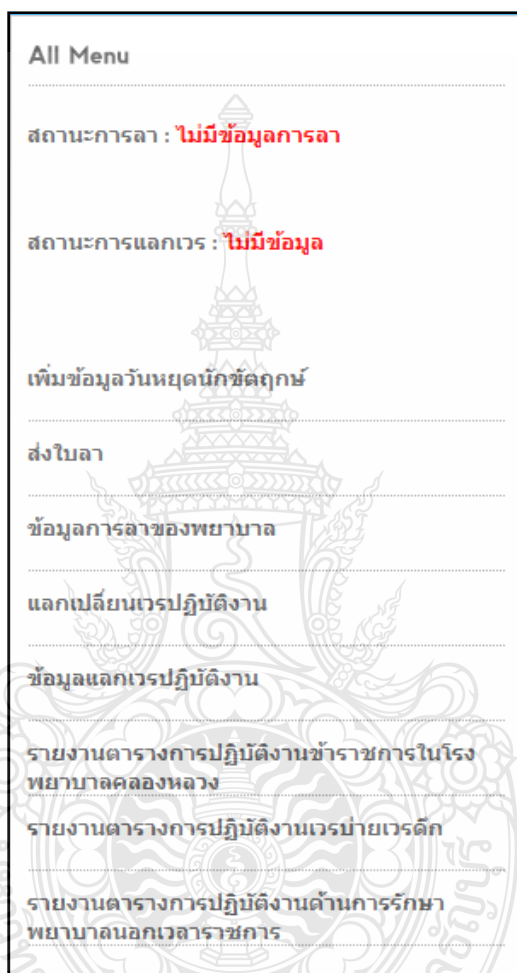 All Menu
สถานะการลา : ไม่มีข้อมูลการลา
สถานะการแลกเวร : ไม่มีข้อมูล
เพิ่มข้อมูลวันหยุดนักขัตฤกษ์
ส่งใบลา
ข้อมูลการลาของพยาบาล
แลกเปลี่ยนเวรปฏิบัติงาน
ข้อมูลแลกเวรปฏิบัติงาน
รายงานตารางการปฏิบัติงานข้าราชการในโรง
พยาบาลคลองหลวง
รายงานตารางการปฏิบัติงานเวรบ่ายเวรดึก
รายงานตารางการปฏิบัติงานด้านการรักษา
พยาบาลนอกเวลาราชการ